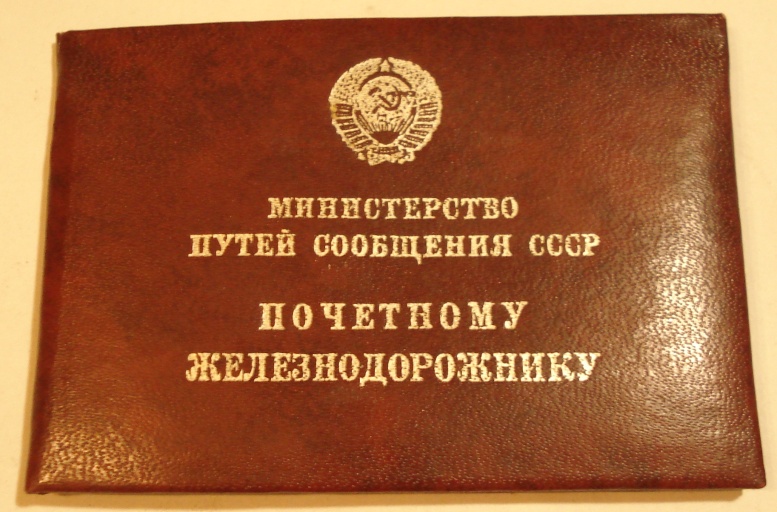 МИНИСТЕРСТВО
ПУТЕЙ СООБЩЕНИЯ СССР
ПОЧЕТНОМУ
ЖЕЛЕЗНОДОРОЖНИКУ